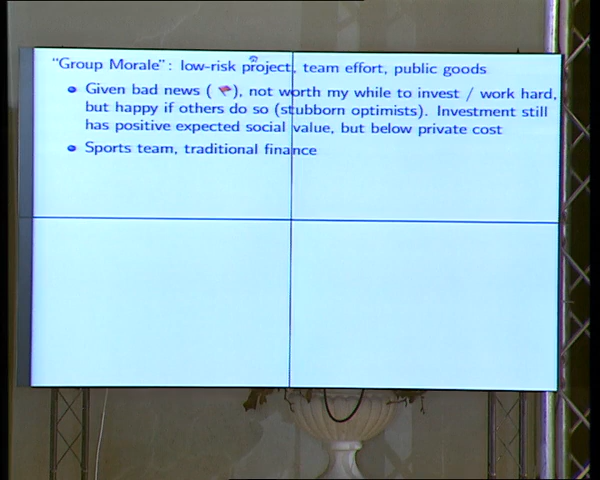 "Group Morale": low-risk project, team effort, public goods
Given bad news ( ), not worth my while to invest / work hard,
but happy if others do so (stubborn optimists). Investment still
has positive expected social value, but below private cost
Sports team, traditional finance